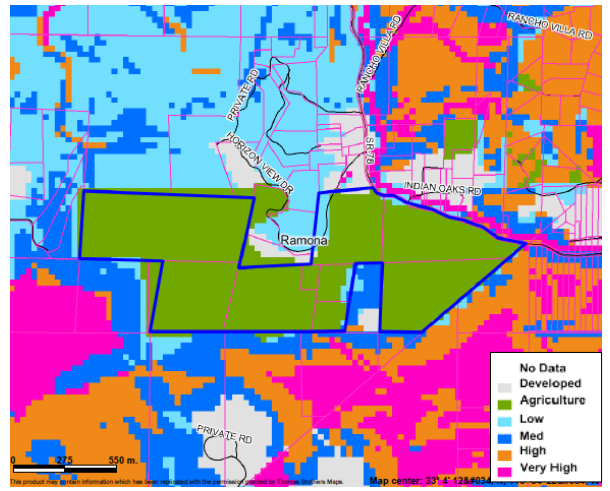 RANCHO VILLA RD
RANCHO VILLA RD
PRIVATE RD
HORIZON VIEW DR
SR-78
INDIAN OAKS RD
Ramona
No Data
Developed
Agriculture
Low
Med
High
Very High
PRIVATE RD
0 275 550 m.
This product may contain information which has been replicated with the permission granted by Thomas Brothers Maps.
Map center: 33° 4' 12&#034;